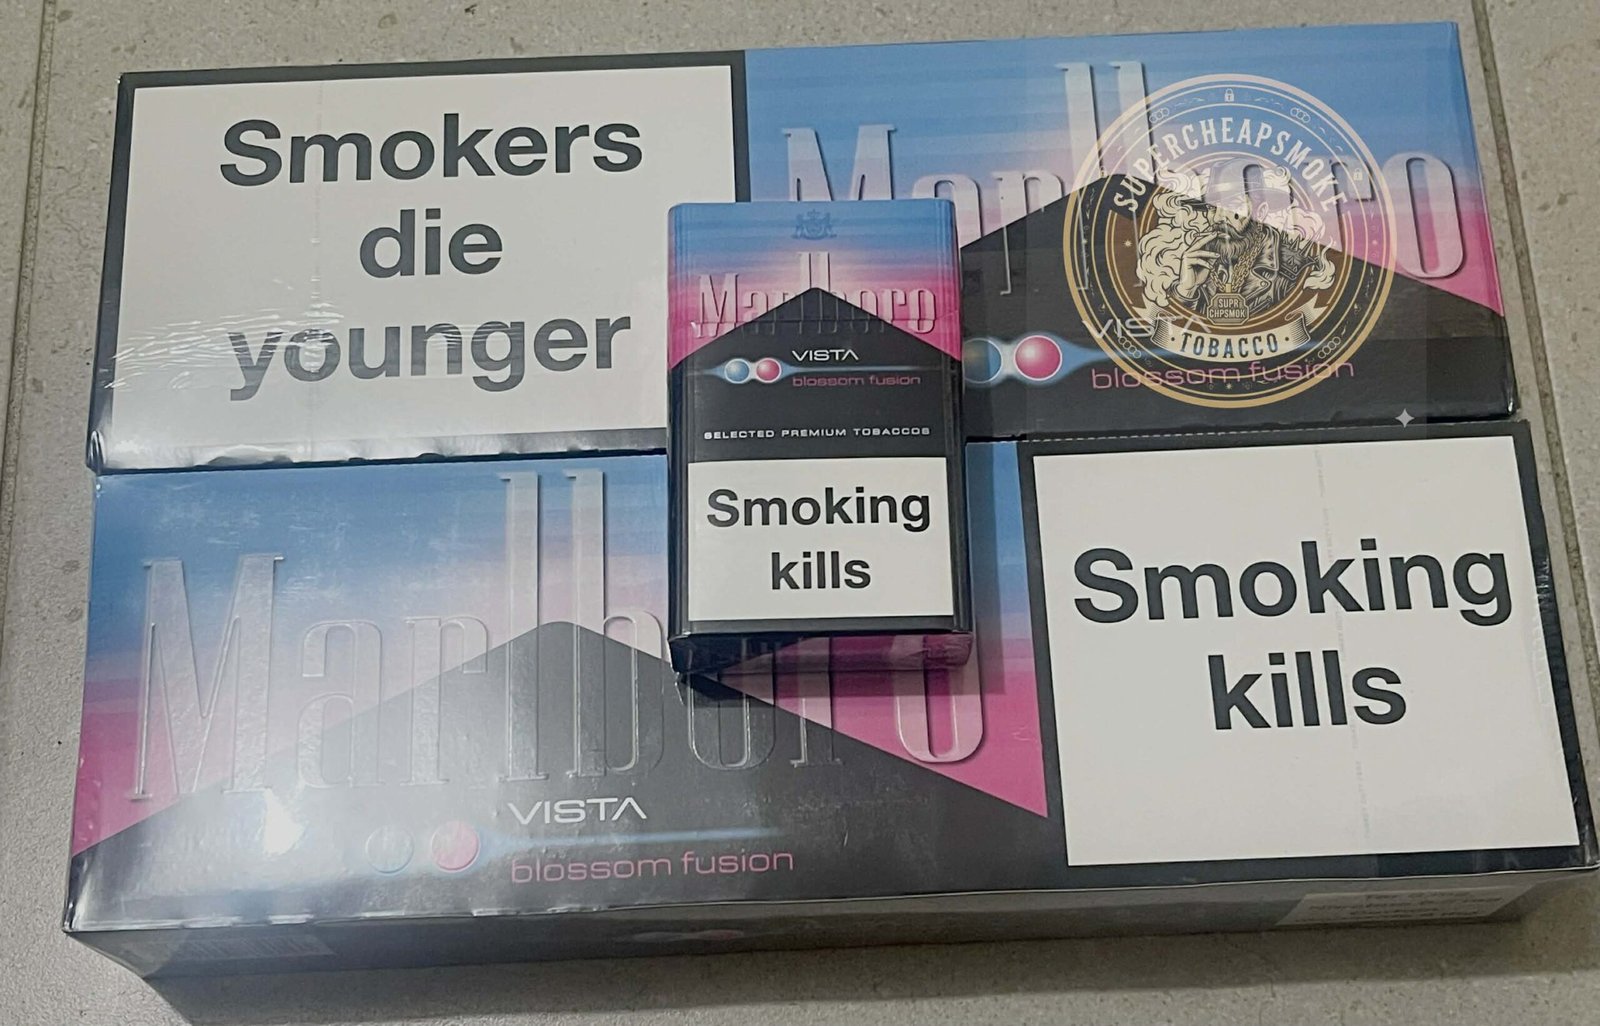 Smokers
die
younger
Marlboro
VISTA
blossom fusion
SUPERCHEAPSMOKE
SUPR
CHPSMOK
TOBACCO
Marlboro
VISTA
blossom fusion
SELECTED PREMIUM TOBACCOS
Smoking
kills
Marlboro
VISTA
blossom fusion
Smoking
kills